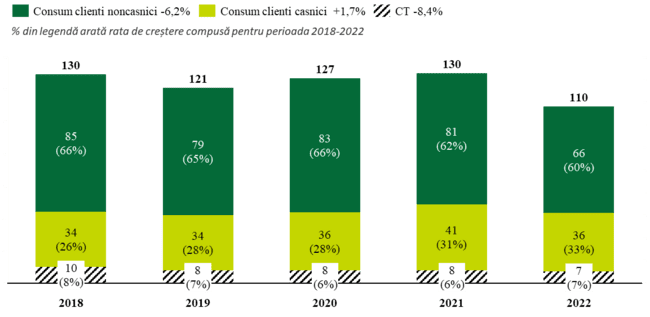 Consum clienti noncasnici -6,2% Consum clienti casnici +1,7% CT -8,4%
% din legendă arată rata de creștere compusă pentru perioada 2018-2022
130 121 127 130 110
85 79 83 81 66
(66%) (65%) (66%) (62%) (60%)
34 34 36 41 36
(26%) (28%) (28%) (31%) (33%)
10 8 8 8 7
(8%) (7%) (6%) (6%) (7%)
2018 2019 2020 2021 2022